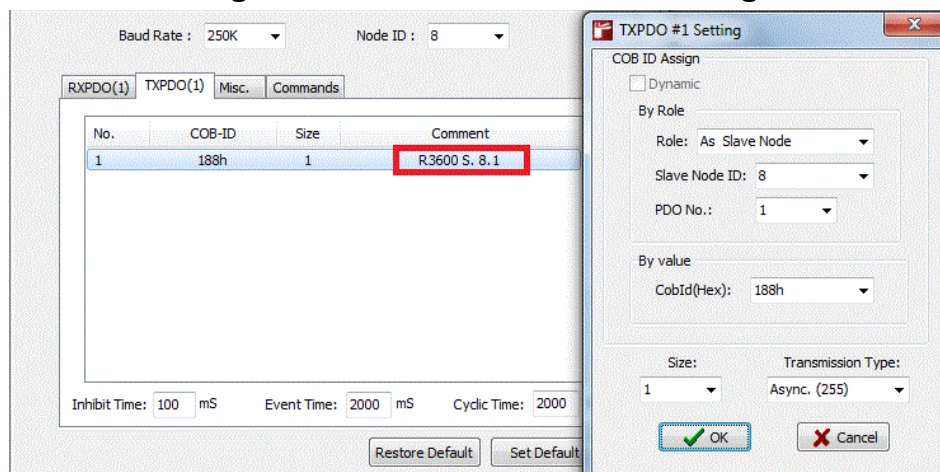 Baud Rate : 250K Node ID : 8
RXPDO(1) TXPDO(1) Misc. Commands
No. COB-ID Size Comment
1 188h 1 R3600 S. 8.1
Inhibit Time: 100 mS Event Time: 2000 mS Cyclic Time: 2000
Restore Default Set Default
TXPDO #1 Setting
COB ID Assign
Dynamic
By Role
Role: As Slave Node
Slave Node ID: 8
PDO No.: 1
By value
CobId(Hex): 188h
Size: Transmission Type:
1 Async. (255)
OK Cancel